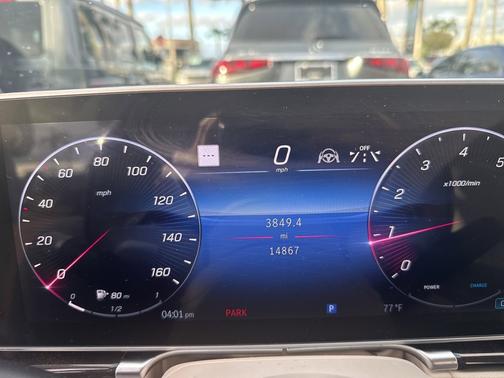 0 20 40 60 80 100 120 140 160
mph
0 1/2 1
80 mi
04:01 pm
---
0
mph
OFF
3849.4
mi
14867
PARK
P
77°F
0 1 2 3 4 5
x1000/min
POWER
CHARGE